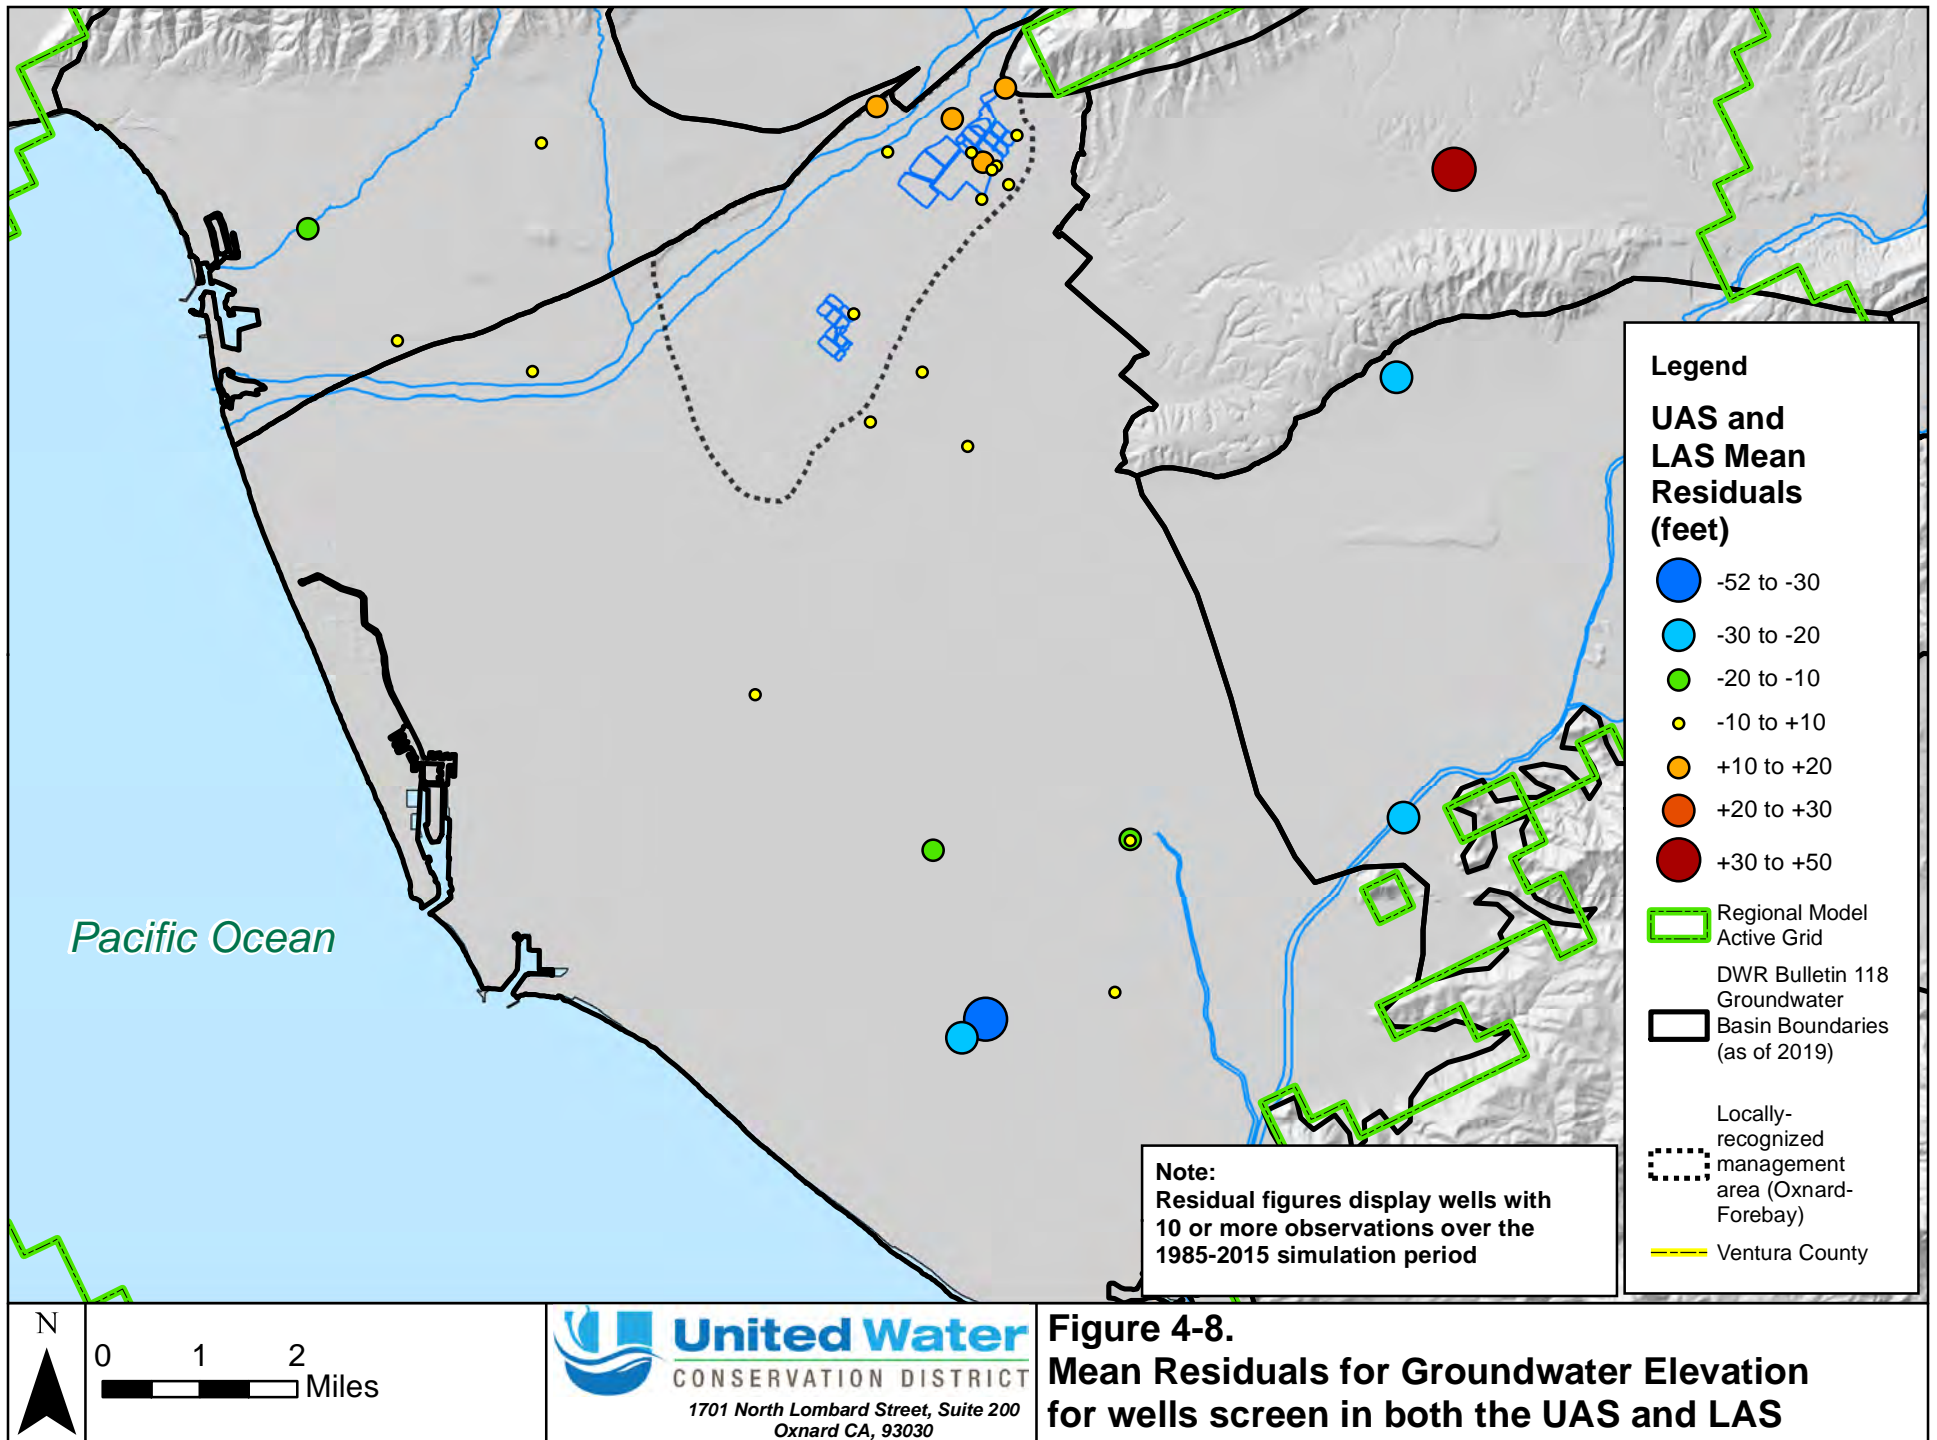 Pacific Ocean
Legend
UAS and
LAS Mean
Residuals
(feet)
-52 to -30
-30 to -20
-20 to -10
-10 to +10
+10 to +20
+20 to +30
+30 to +50
Regional Model
Active Grid
DWR Bulletin 118
Groundwater
Basin Boundaries
(as of 2019)
Locally-
recognized
management
area (Oxnard-
Forebay)
Ventura County
Note:
Residual figures display wells with
10 or more observations over the
1985-2015 simulation period
N
0 1 2
Miles
United Water
CONSERVATION DISTRICT
1701 North Lombard Street, Suite 200
Oxnard CA, 93030
Figure 4-8.
Mean Residuals for Groundwater Elevation
for wells screen in both the UAS and LAS